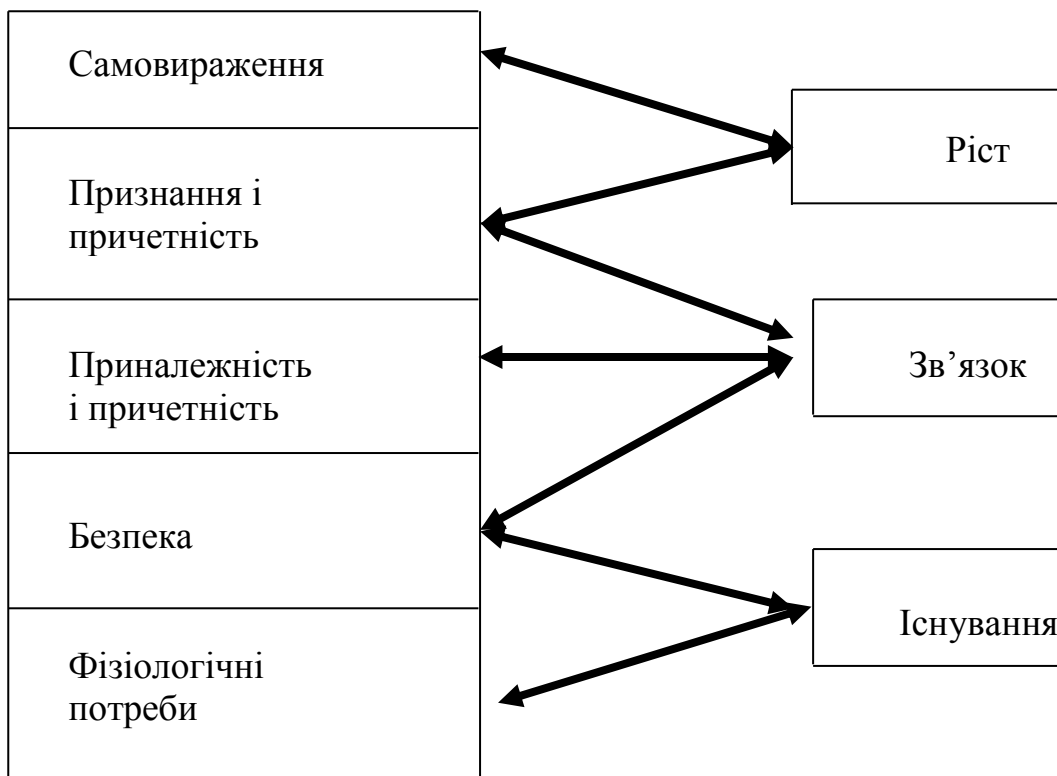 Самовираження
Признання і
причетність
Приналежність
і причетність
Безпека
Фізіологічні
потреби
Ріст
Зв’язок
Існування